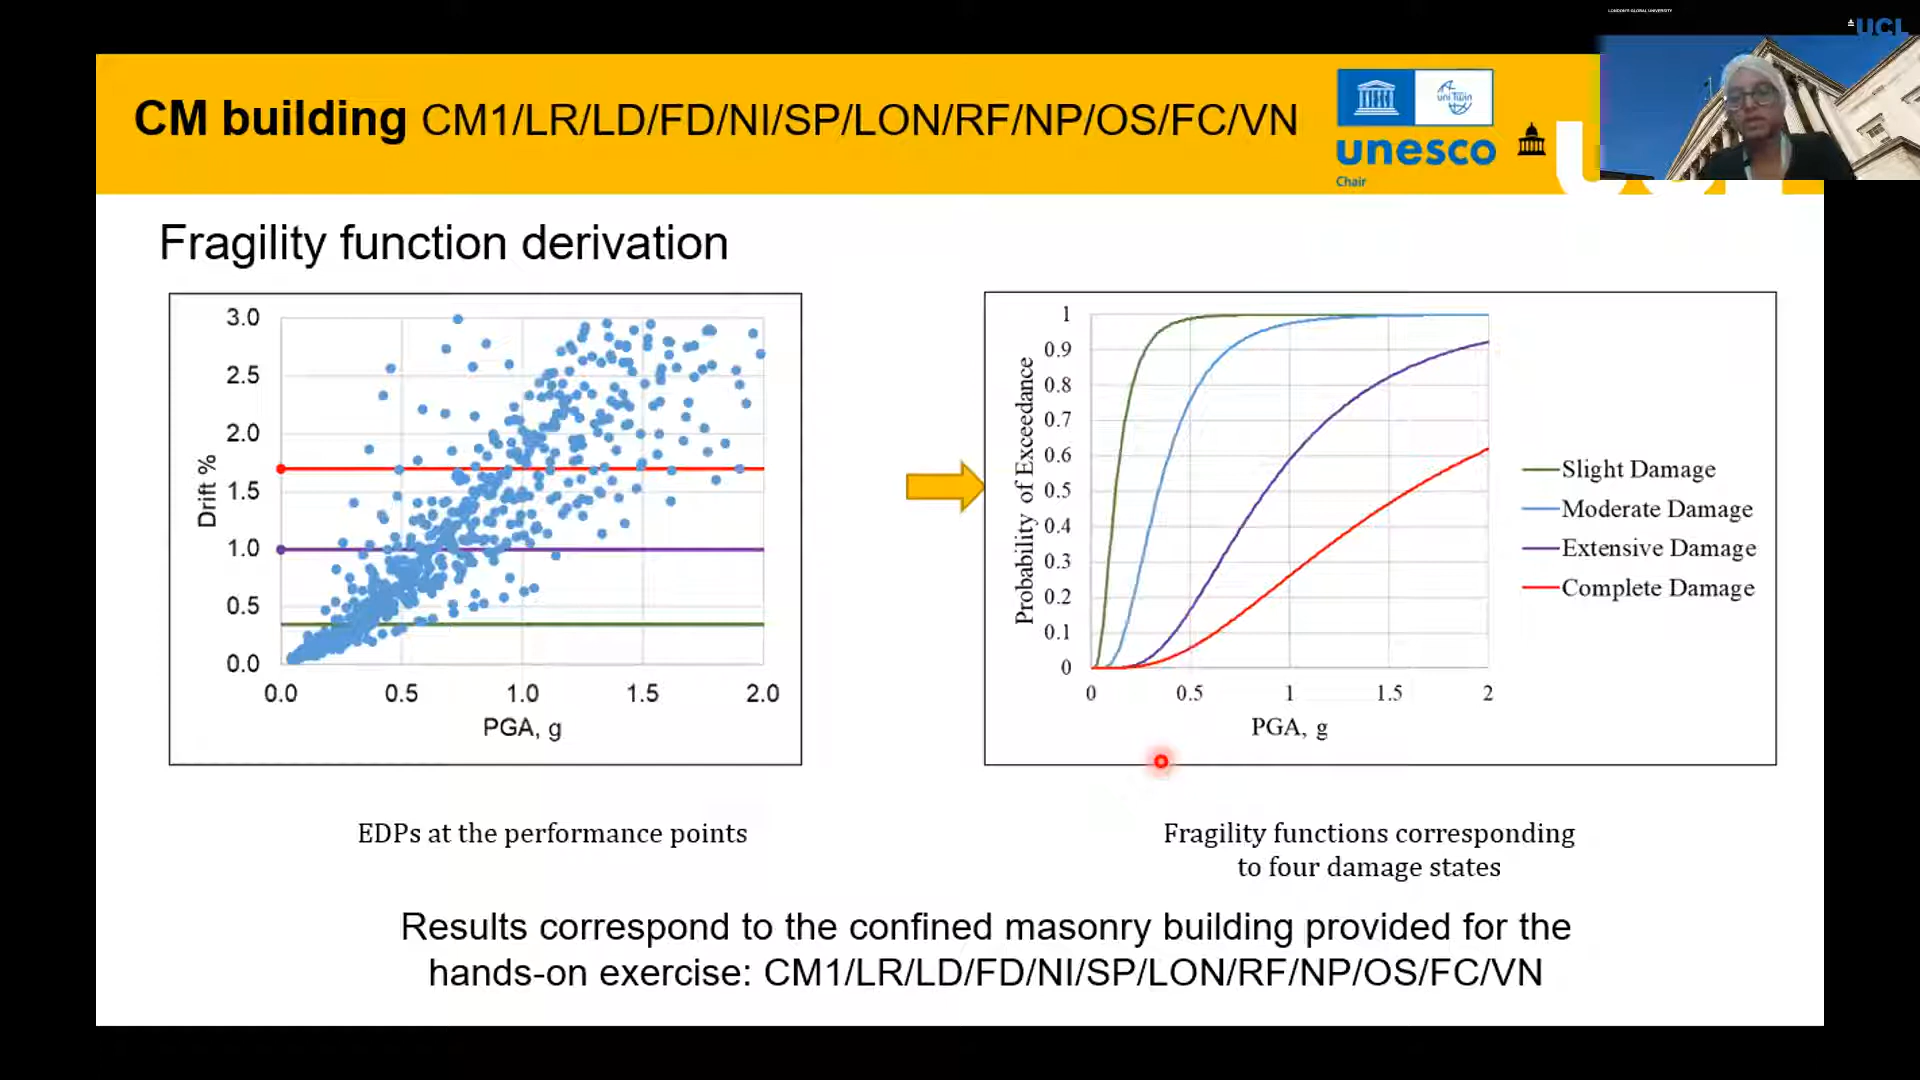 LONDON'S GLOBAL UNIVERSITY
UCL
CM building CM1/LR/LD/FD/NI/SP/LON/RF/NP/OS/FC/VN
uni Twin
unesco
Chair
Fragility function derivation
3.0
2.5
2.0
1.5
1.0
0.5
0.0
Drift %
0.0 0.5 1.0 1.5 2.0
PGA, g
1
0.9
0.8
0.7
0.6
0.5
0.4
0.3
0.2
0.1
0
Probability of Exceedance
0 0.5 1 1.5 2
PGA, g
Slight Damage
Moderate Damage
Extensive Damage
Complete Damage
EDPs at the performance points
Fragility functions corresponding
to four damage states
Results correspond to the confined masonry building provided for the
hands-on exercise: CM1/LR/LD/FD/NI/SP/LON/RF/NP/OS/FC/VN